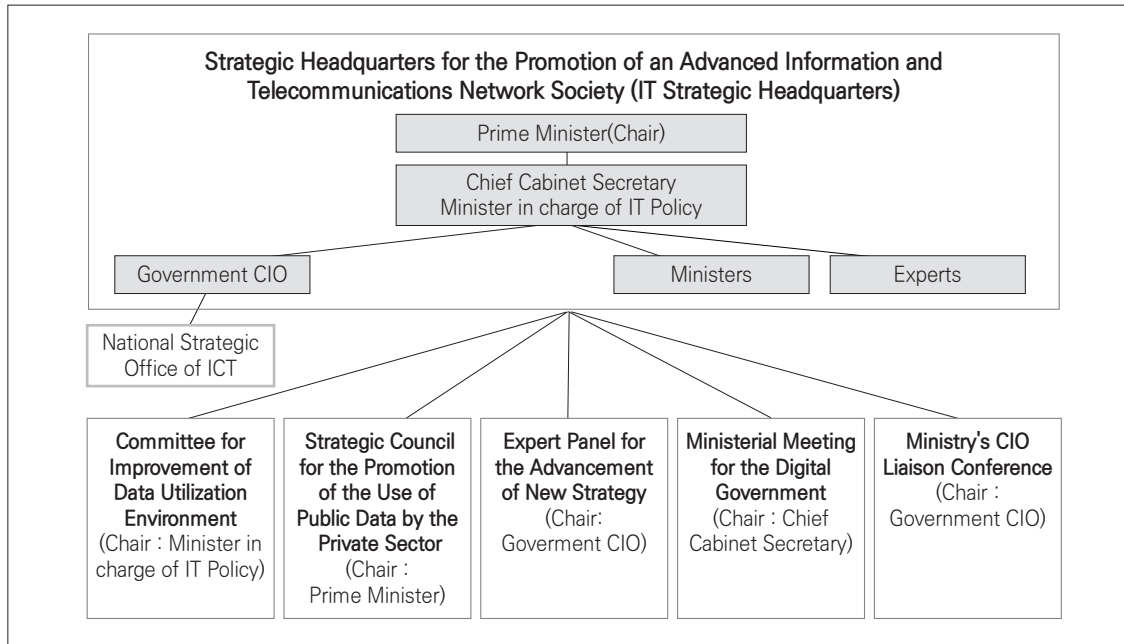 Strategic Headquarters for the Promotion of an Advanced Information and
Telecommunications Network Society (IT Strategic Headquarters)
Prime Minister(Chair)
Chief Cabinet Secretary
Minister in charge of IT Policy
Government CIO
Ministers
Experts
National Strategic
Office of ICT
Committee for
Improvement of
Data Utilization
Environment
(Chair : Minister in
charge of IT Policy)
Strategic Council
for the Promotion
of the Use of
Public Data by the
Private Sector
(Chair :
Prime Minister)
Expert Panel for
the Advancement
of New Strategy
(Chair:
Goverment CIO)
Ministerial Meeting
for the Digital
Government
(Chair : Chief
Cabinet Secretary)
Ministry's CIO
Liaison Conference
(Chair :
Government CIO)